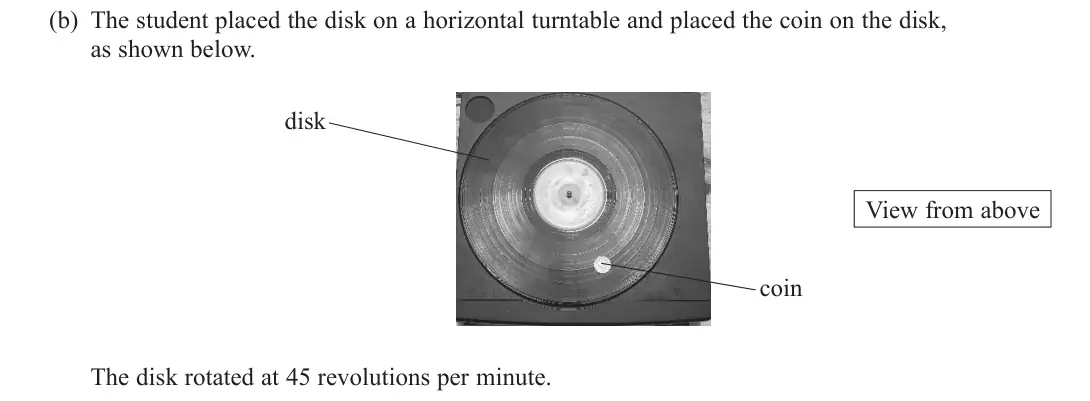 (b) The student placed the disk on a horizontal turntable and placed the coin on the disk,
as shown below.
disk
View from above
coin
The disk rotated at 45 revolutions per minute.